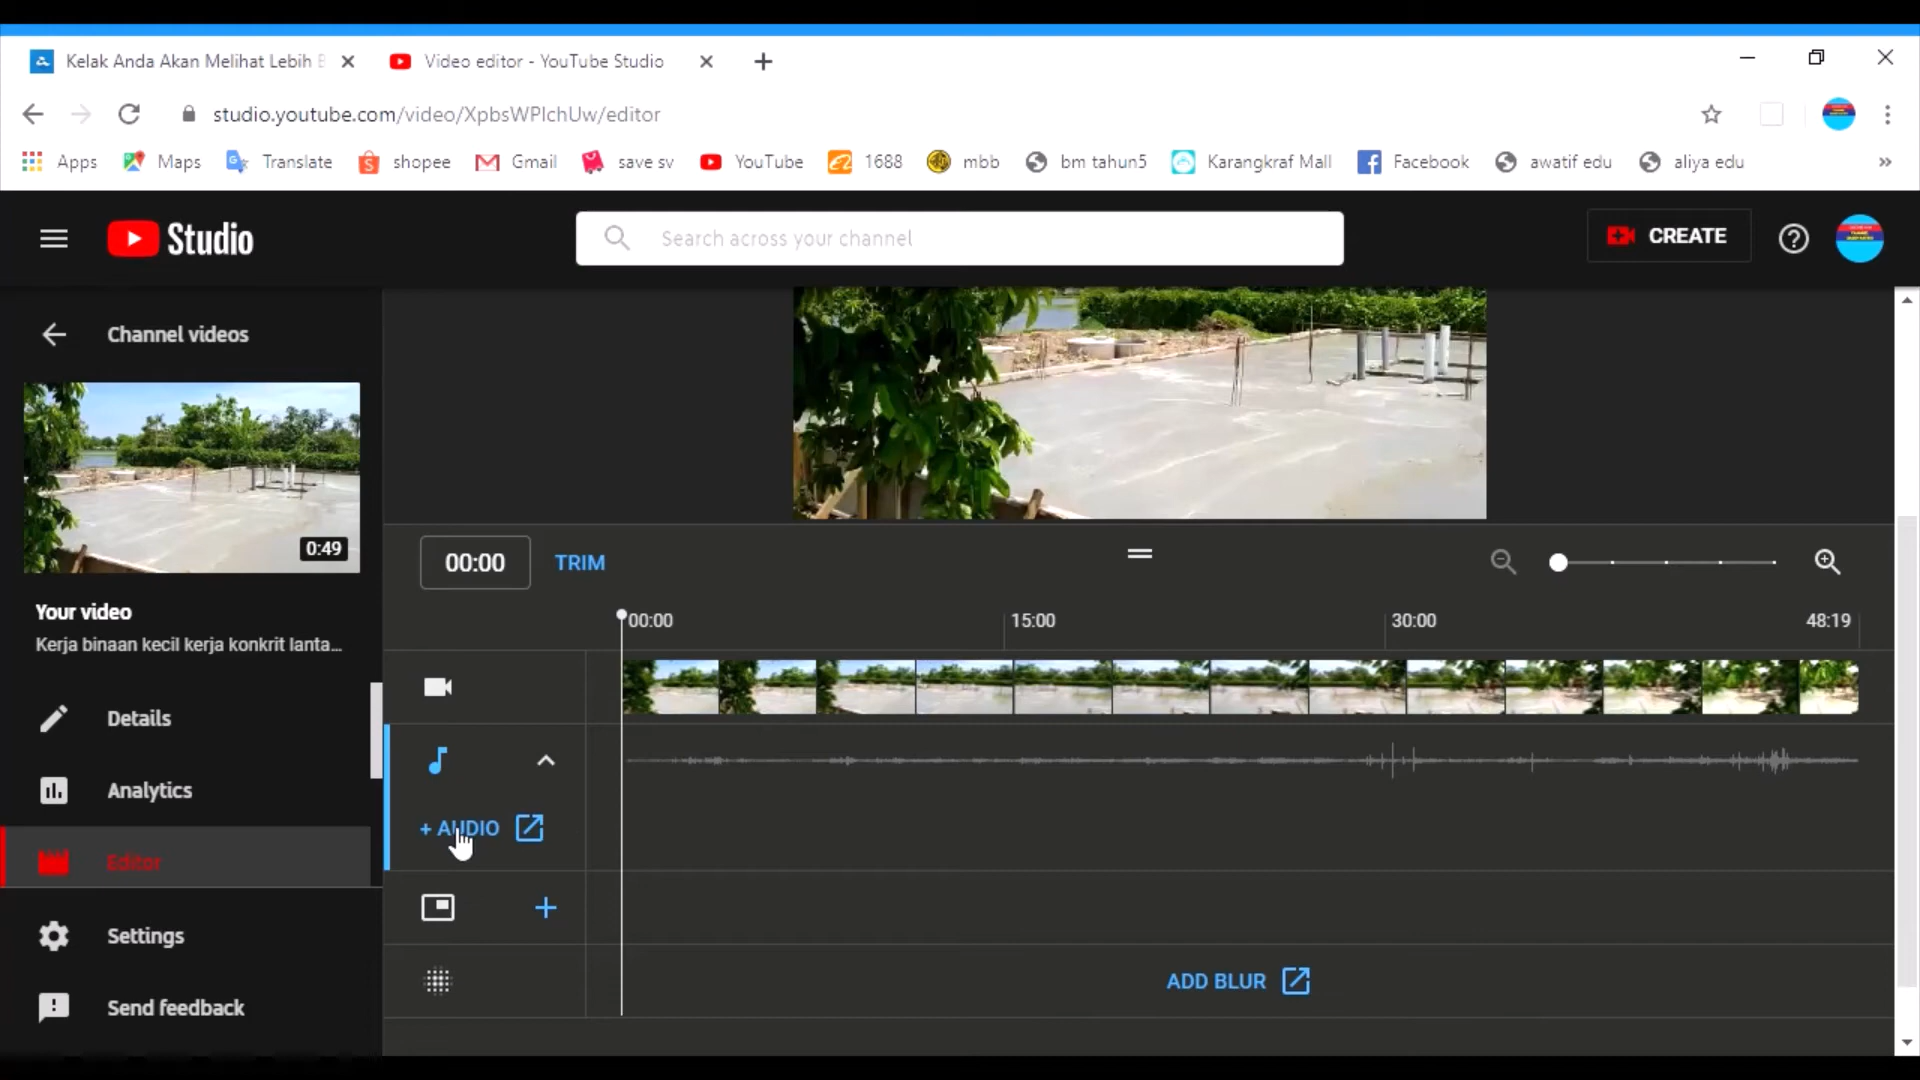 Kelak Anda Akan Melihat Lebih B
Video editor - YouTube Studio
studio.youtube.com/video/XpbsWPIchUw/editor
Apps
Maps
Translate
shopee
Gmail
save sv
YouTube
1688
mbb
bm tahun5
Karangkraf Mall
Facebook
awatif edu
aliya edu
Studio
Search across your channel
CREATE
Channel videos
0:49
Your video
Kerja binaan kecil kerja konkrit lanta...
Details
Analytics
Editor
Settings
Send feedback
00:00
TRIM
00:00
15:00
30:00
48:19
+ AUDIO
ADD BLUR